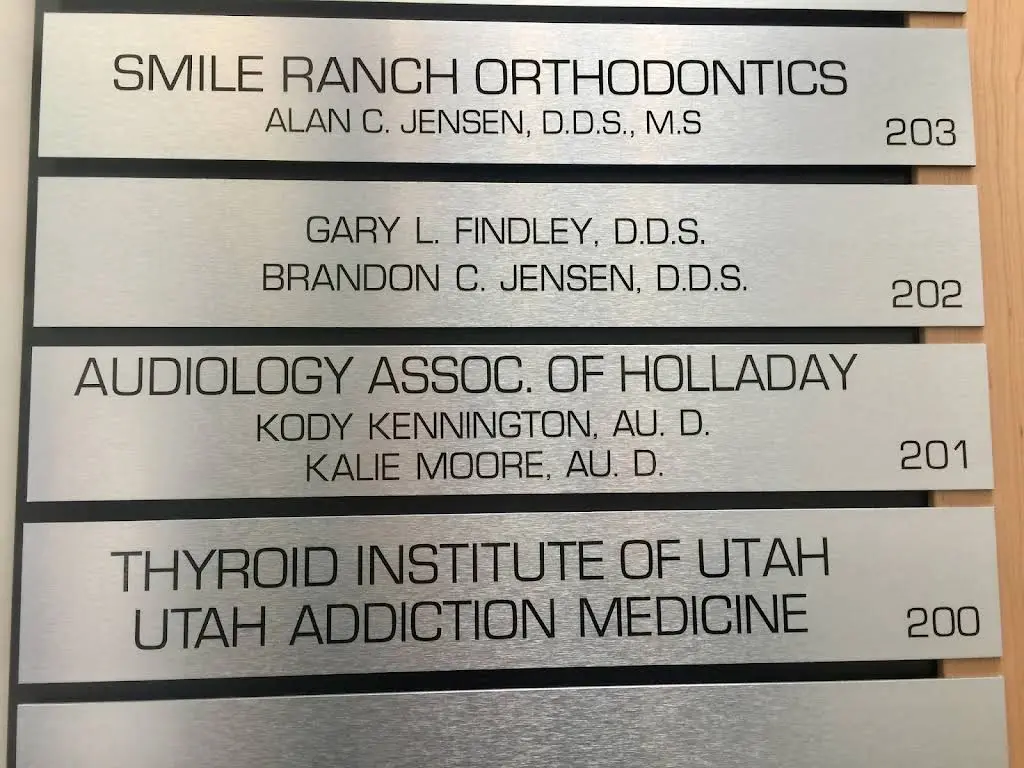 SMILE RANCH ORTHODONTICS
ALAN C. JENSEN, D.D.S., M.S
203
GARY L. FINDLEY, D.D.S.
BRANDON C. JENSEN, D.D.S.
202
AUDIOLOGY ASSOC. OF HOLLADAY
KODY KENNINGTON, AU. D.
KALIE MOORE, AU. D.
201
THYROID INSTITUTE OF UTAH
UTAH ADDICTION MEDICINE
200